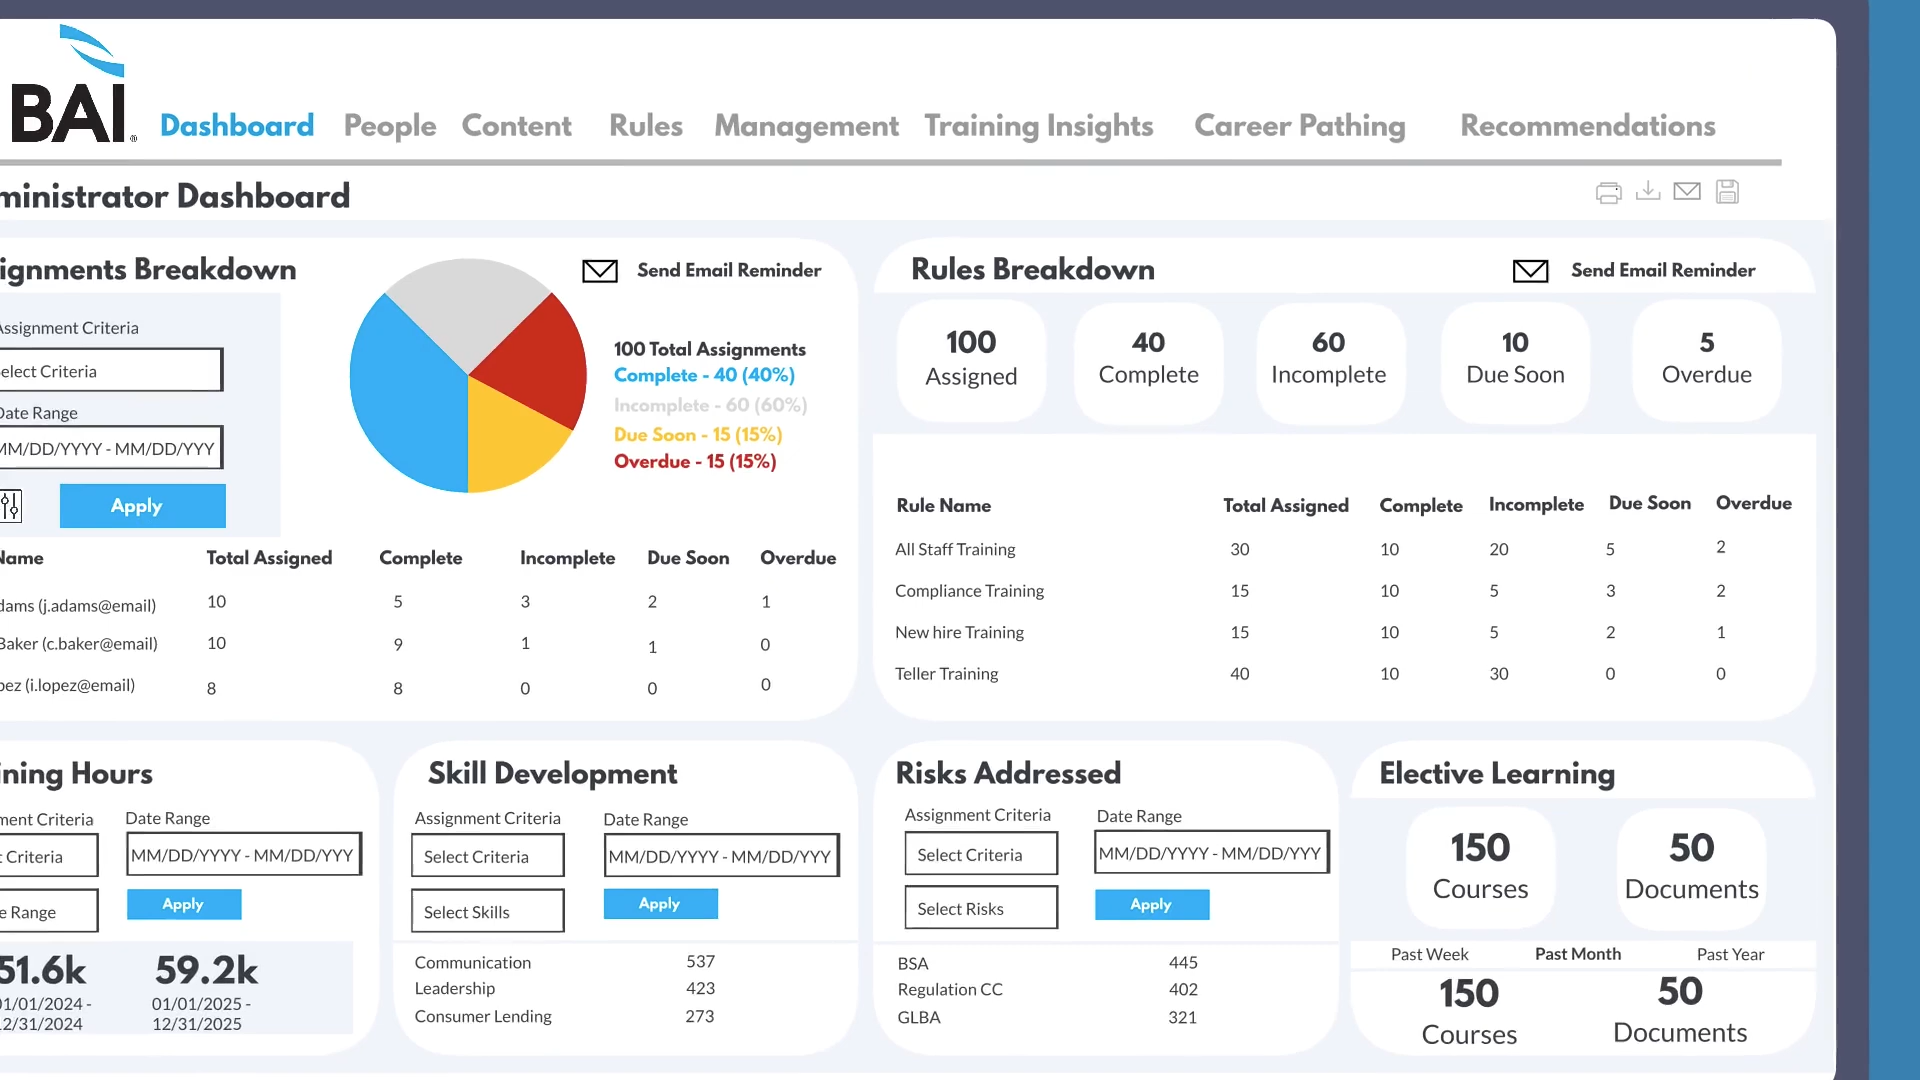 BAI®
Dashboard People Content Rules Management Training Insights Career Pathing Recommendations
ministrator Dashboard
ignments Breakdown
Send Email Reminder
Assignment Criteria
elect Criteria
Date Range
MM/DD/YYYY - MM/DD/YYY
Apply
100 Total Assignments
Complete - 40 (40%)
Incomplete - 60 (60%)
Due Soon - 15 (15%)
Overdue - 15 (15%)
Name Total Assigned Complete Incomplete Due Soon Overdue
dams (j.adams@email) 10 5 3 2 1
Baker (c.baker@email) 10 9 1 1 0
pez (i.lopez@email) 8 8 0 0 0
Rules Breakdown
Send Email Reminder
100 40 60 10 5
Assigned Complete Incomplete Due Soon Overdue
Rule Name Total Assigned Complete Incomplete Due Soon Overdue
All Staff Training 30 10 20 5 2
Compliance Training 15 10 5 3 2
New hire Training 15 10 5 2 1
Teller Training 40 10 30 0 0
ining Hours
ment Criteria Date Range
t Criteria MM/DD/YYYY - MM/DD/YYY
e Range Apply
51.6k 59.2k
01/01/2024 - 01/01/2025 -
12/31/2024 12/31/2025
Skill Development
Assignment Criteria Date Range
Select Criteria MM/DD/YYYY - MM/DD/YYY
Select Skills Apply
Communication 537
Leadership 423
Consumer Lending 273
Risks Addressed
Assignment Criteria Date Range
Select Criteria MM/DD/YYYY - MM/DD/YYY
Select Risks Apply
BSA 445
Regulation CC 402
GLBA 321
Elective Learning
150 50
Courses Documents
Past Week Past Month Past Year
150 50
Courses Documents